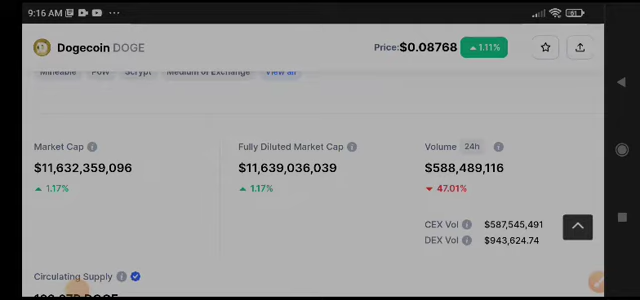 9:16 AM
61
Dogecoin DOGE
Price:$0.08768 1.11%
Mineable PoW Scrypt Medium of Exchange View all
Market Cap
$11,632,359,096
1.17%
Fully Diluted Market Cap
$11,639,036,039
1.17%
Volume 24h
$588,489,116
47.01%
CEX Vol $587,545,491
DEX Vol $943,624.74
Circulating Supply
DOGE